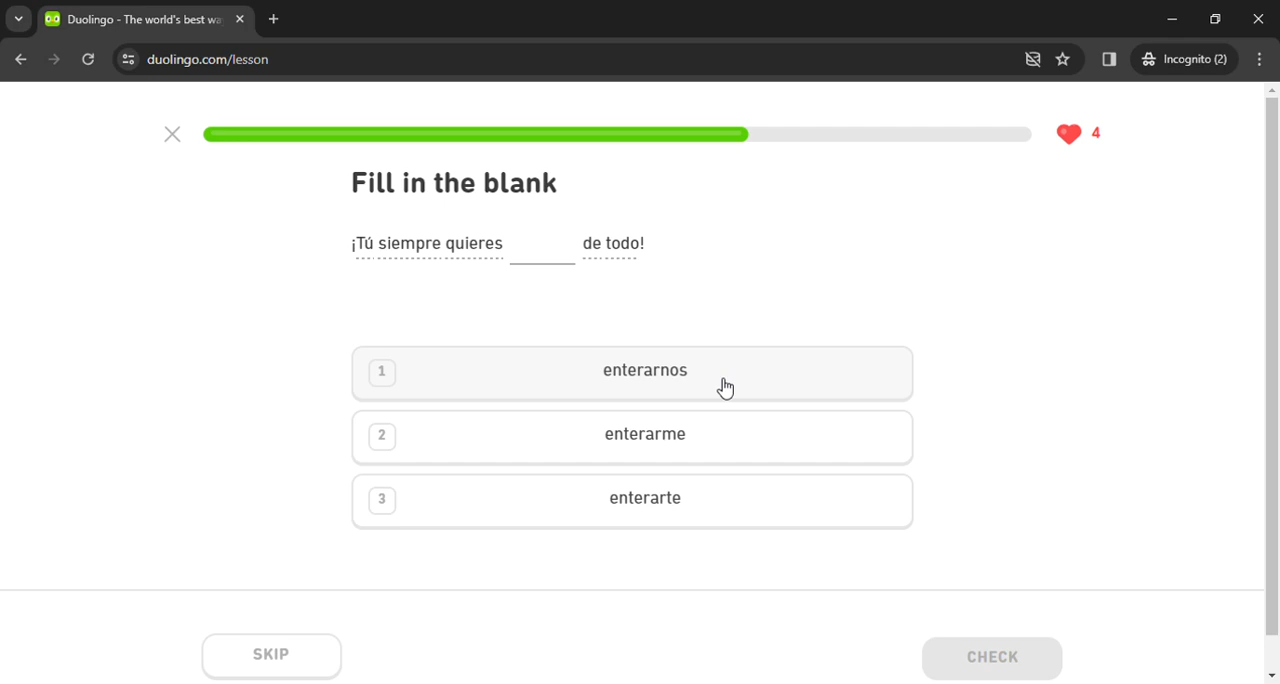 Duolingo - The world's best wa
duolingo.com/lesson
Incognito (2)
4
Fill in the blank
¡Tú siempre quieres ______ de todo!
1 enterarnos
2 enterarme
3 enterarte
SKIP
CHECK